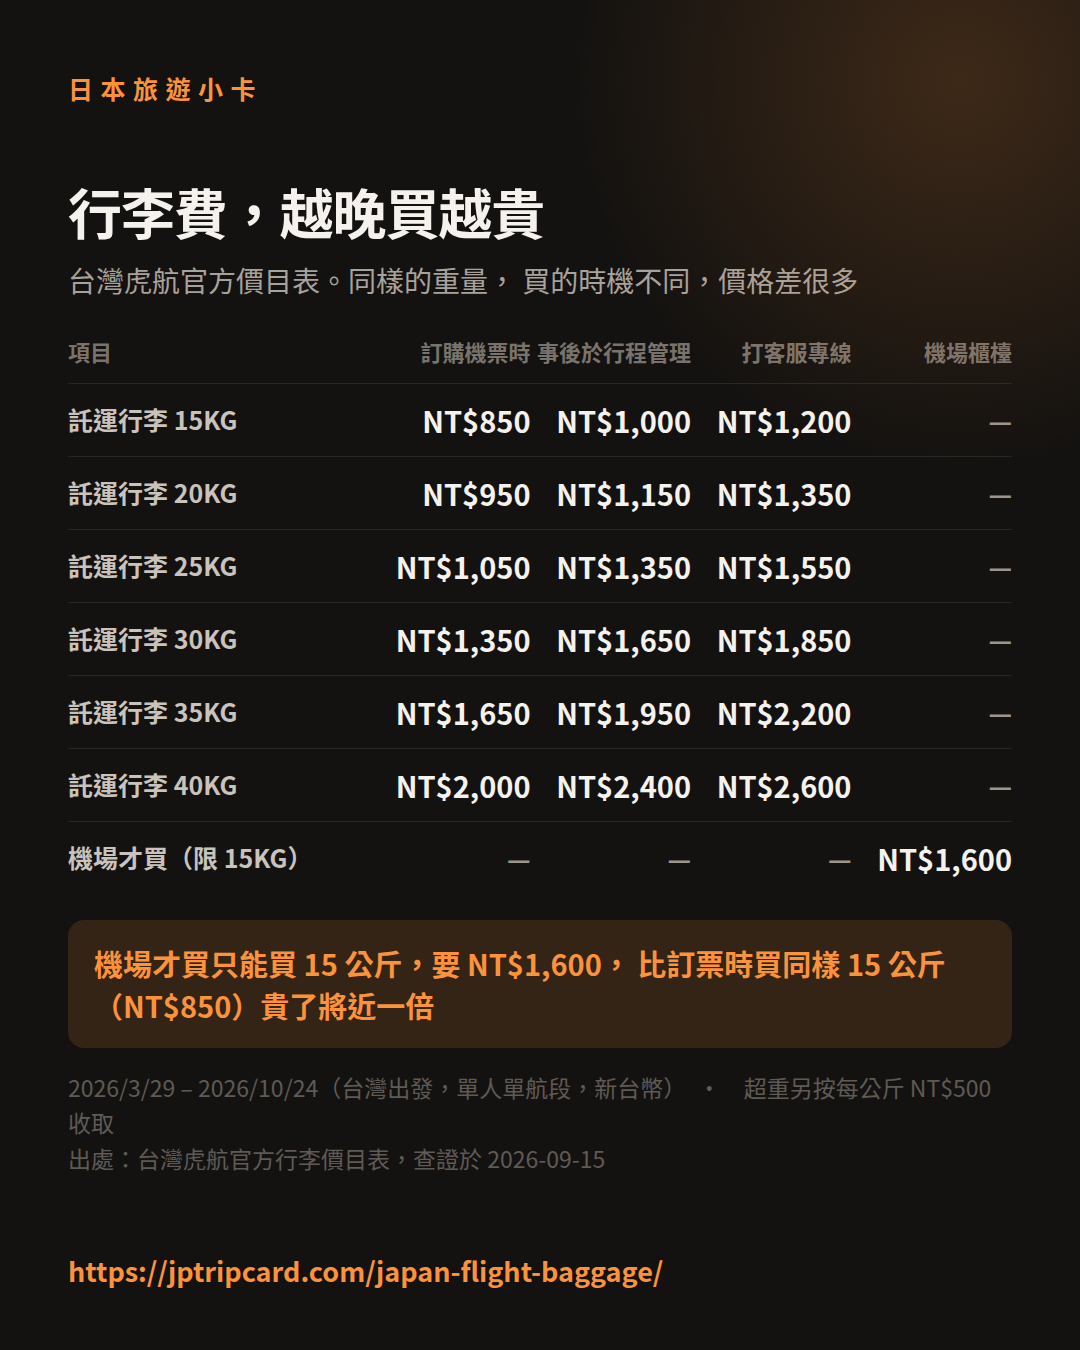 日本旅遊小卡
行李費，越晚買越貴
台灣虎航官方價目表。同樣的重量， 買的時機不同，價格差很多
項目 訂購機票時 事後於行程管理 打客服專線 機場櫃檯
託運行李 15KG NT$850 NT$1,000 NT$1,200 —
託運行李 20KG NT$950 NT$1,150 NT$1,350 —
託運行李 25KG NT$1,050 NT$1,350 NT$1,550 —
託運行李 30KG NT$1,350 NT$1,650 NT$1,850 —
託運行李 35KG NT$1,650 NT$1,950 NT$2,200 —
託運行李 40KG NT$2,000 NT$2,400 NT$2,600 —
機場才買（限 15KG） — — — NT$1,600
機場才買只能買 15 公斤，要 NT$1,600， 比訂票時買同樣 15 公斤
（NT$850）貴了將近一倍
2026/3/29 – 2026/10/24（台灣出發，單人單航段，新台幣） ・ 超重另按每公斤 NT$500
收取
出處：台灣虎航官方行李價目表，查證於 2026-09-15
https://jptripcard.com/japan-flight-baggage/